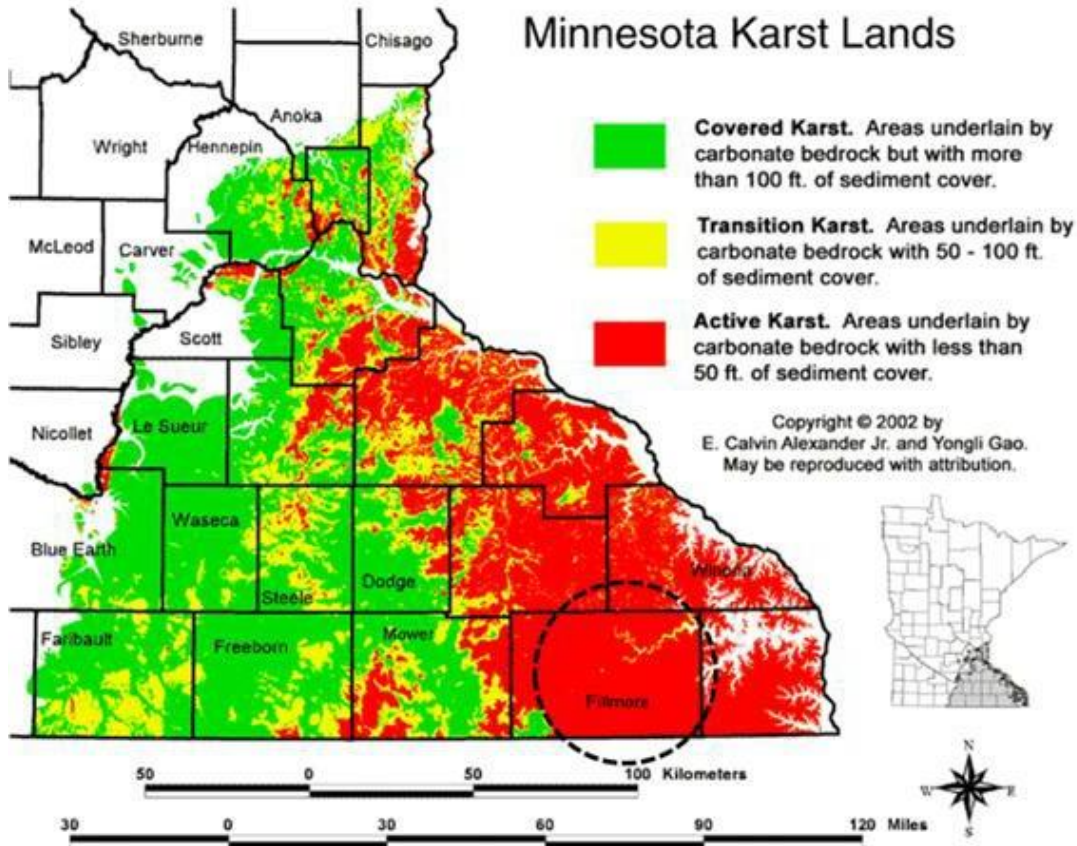 Minnesota Karst Lands
Sherburne
Chisago
Anoka
Wright
Hennepin
McLeod
Carver
Sibley
Scott
Nicollet
Le Sueur
Waseca
Blue Earth
Steele
Dodge
Winona
Faribault
Freeborn
Mower
Fillmore
Covered Karst. Areas underlain by
carbonate bedrock but with more
than 100 ft. of sediment cover.
Transition Karst. Areas underlain by
carbonate bedrock with 50 - 100 ft.
of sediment cover.
Active Karst. Areas underlain by
carbonate bedrock with less than
50 ft. of sediment cover.
Copyright © 2002 by
E. Calvin Alexander Jr. and Yongli Gao.
May be reproduced with attribution.
N
W E
S
50 0 50 100 Kilometers
30 0 30 60 90 120 Miles